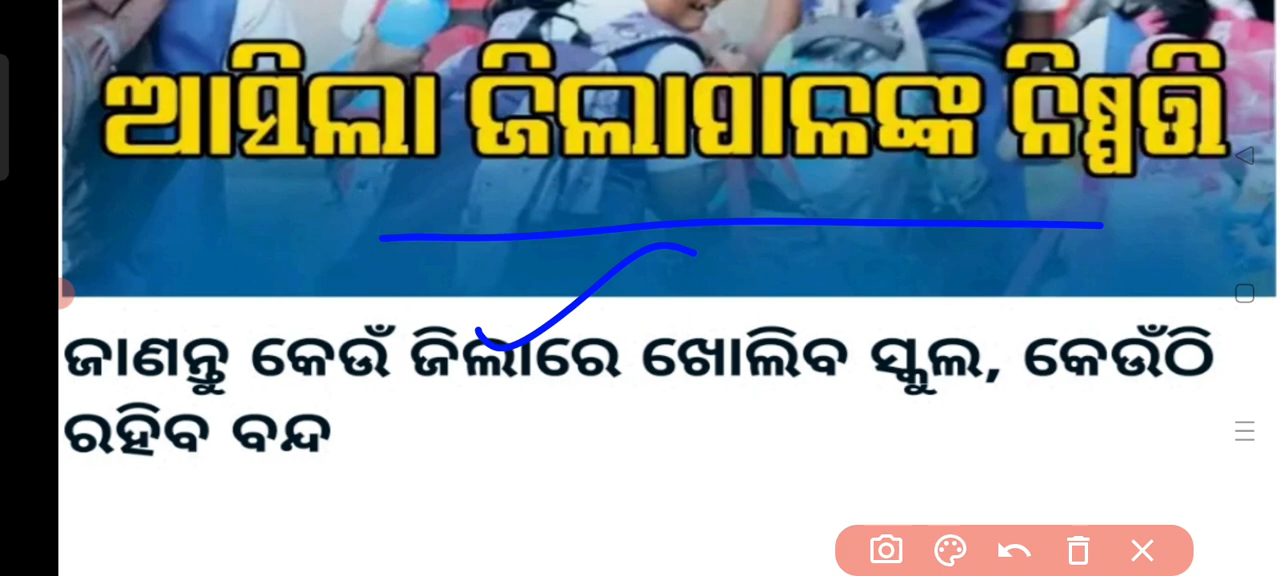 ଆସିଲା ଜିଲାପାଳଙ୍କ ନିଷ୍ପତ୍ତି
ଜାଣନ୍ତୁ କେଉଁ ଜିଲାରେ ଖୋଲିବ ସ୍କୁଲ, କେଉଁଠି
ରହିବ ବନ୍ଦ